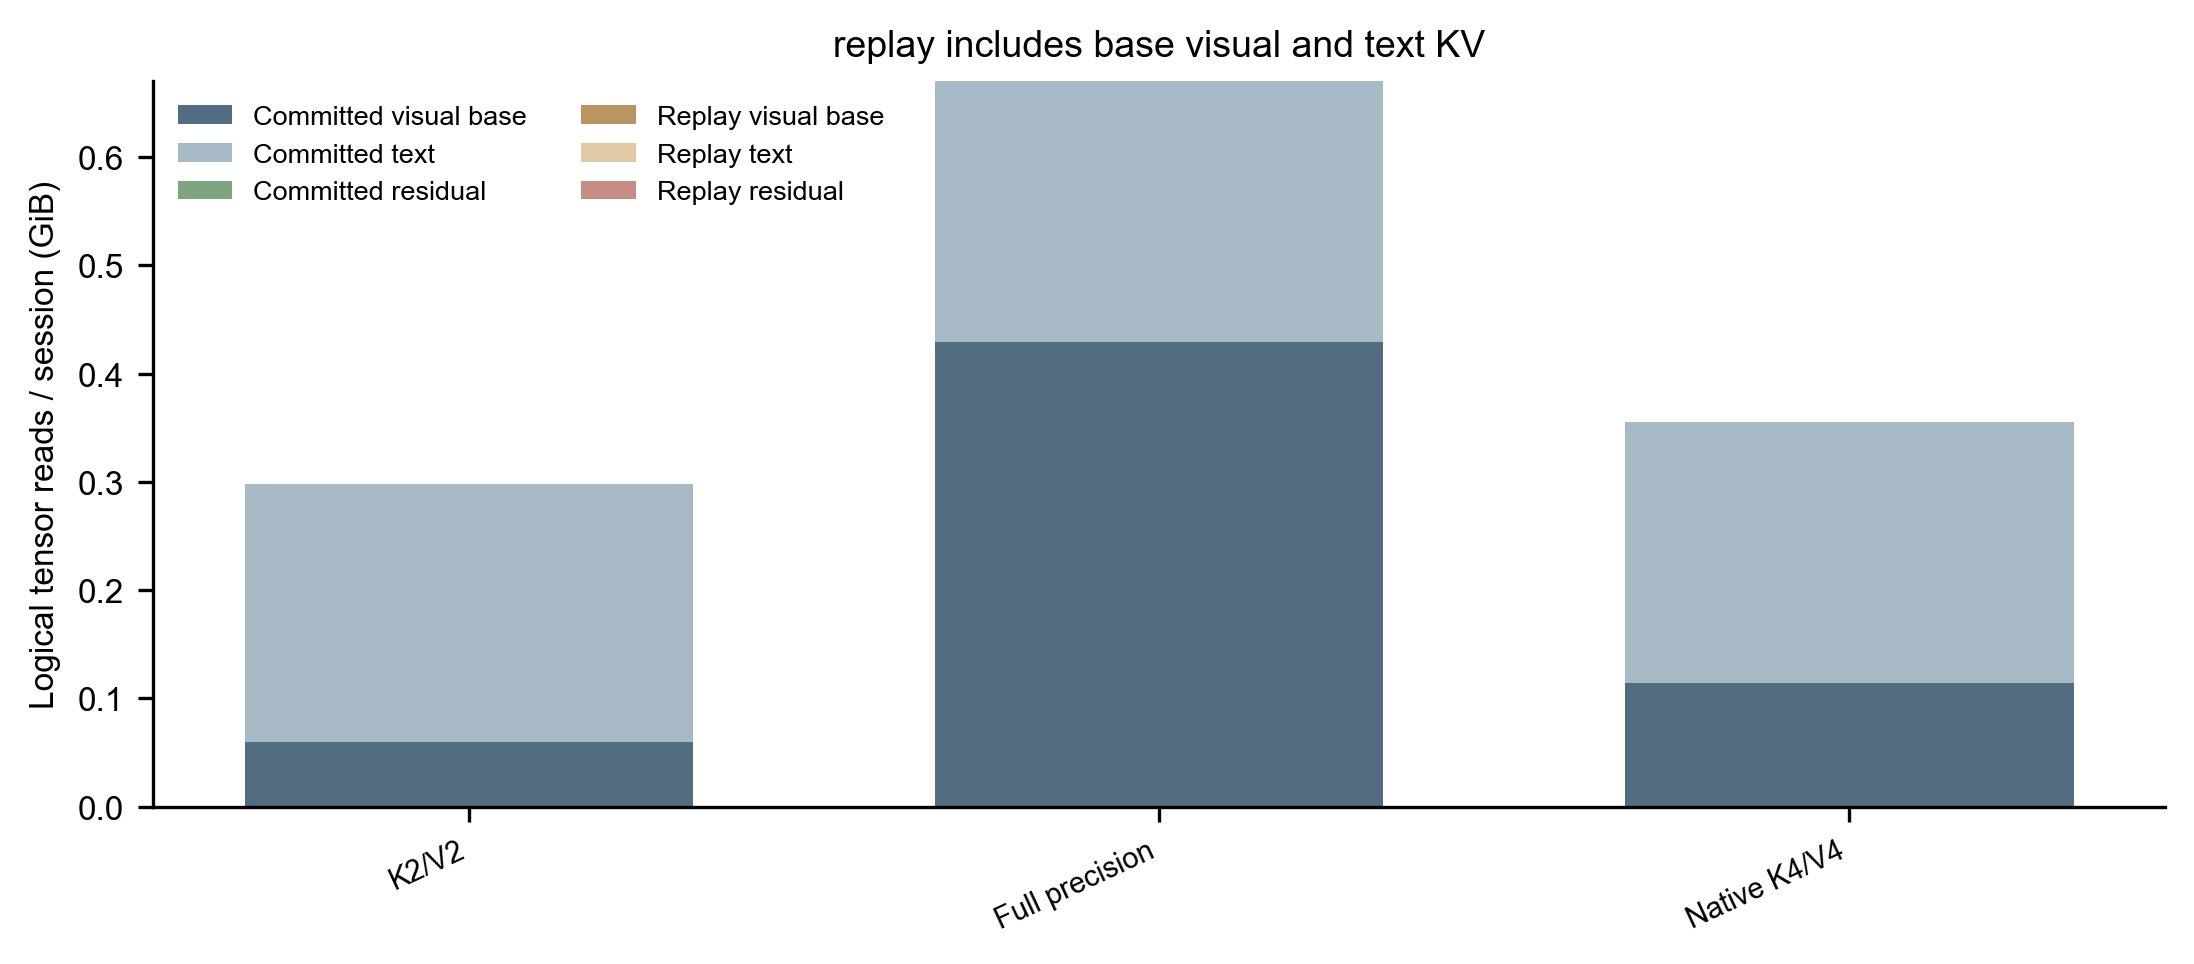 replay includes base visual and text KV
Logical tensor reads / session (GiB)
Committed visual base
Committed text
Committed residual
Replay visual base
Replay text
Replay residual
0.6
0.5
0.4
0.3
0.2
0.1
0.0
K2/V2
Full precision
Native K4/V4